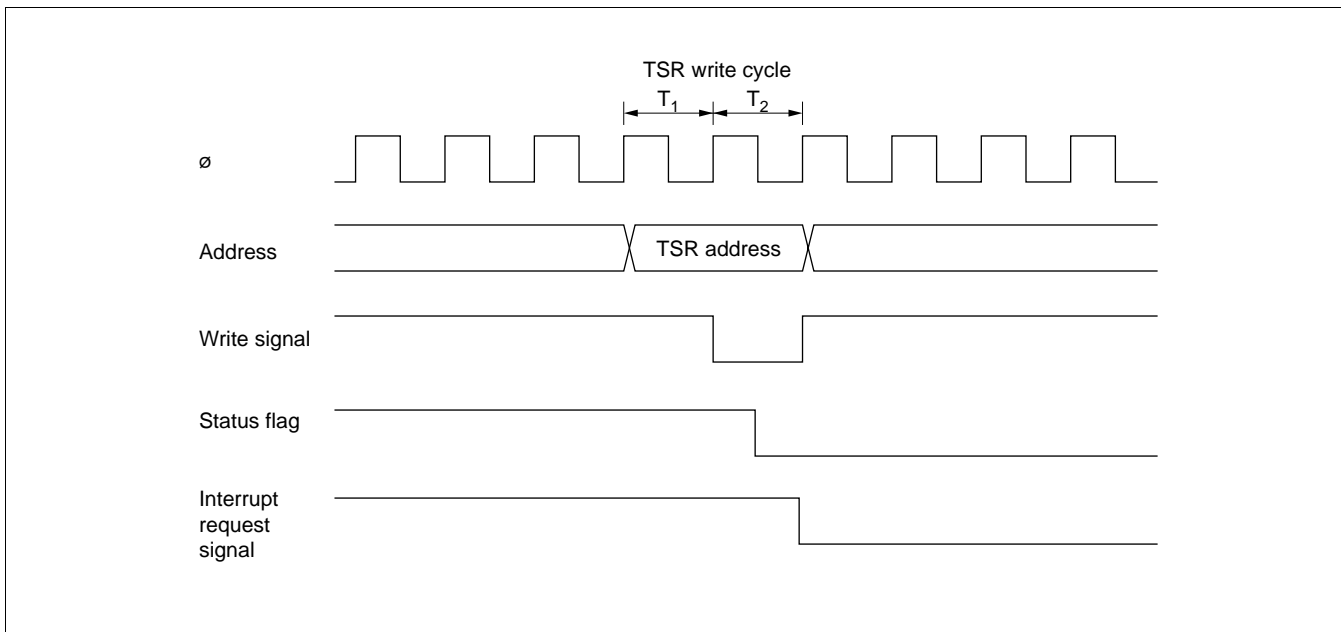 TSR write cycle
T1 T2
ø
Address
TSR address
Write signal
Status flag
Interrupt
request
signal